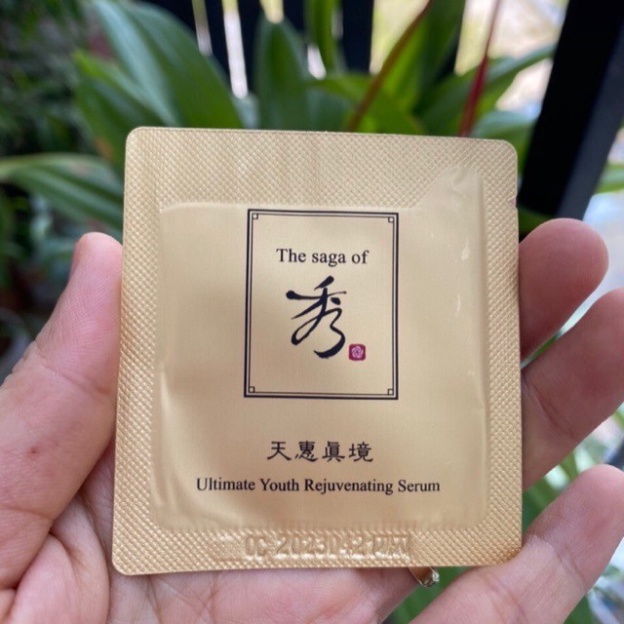 The saga of
秀
天惠眞境
Ultimate Youth Rejuvenating Serum